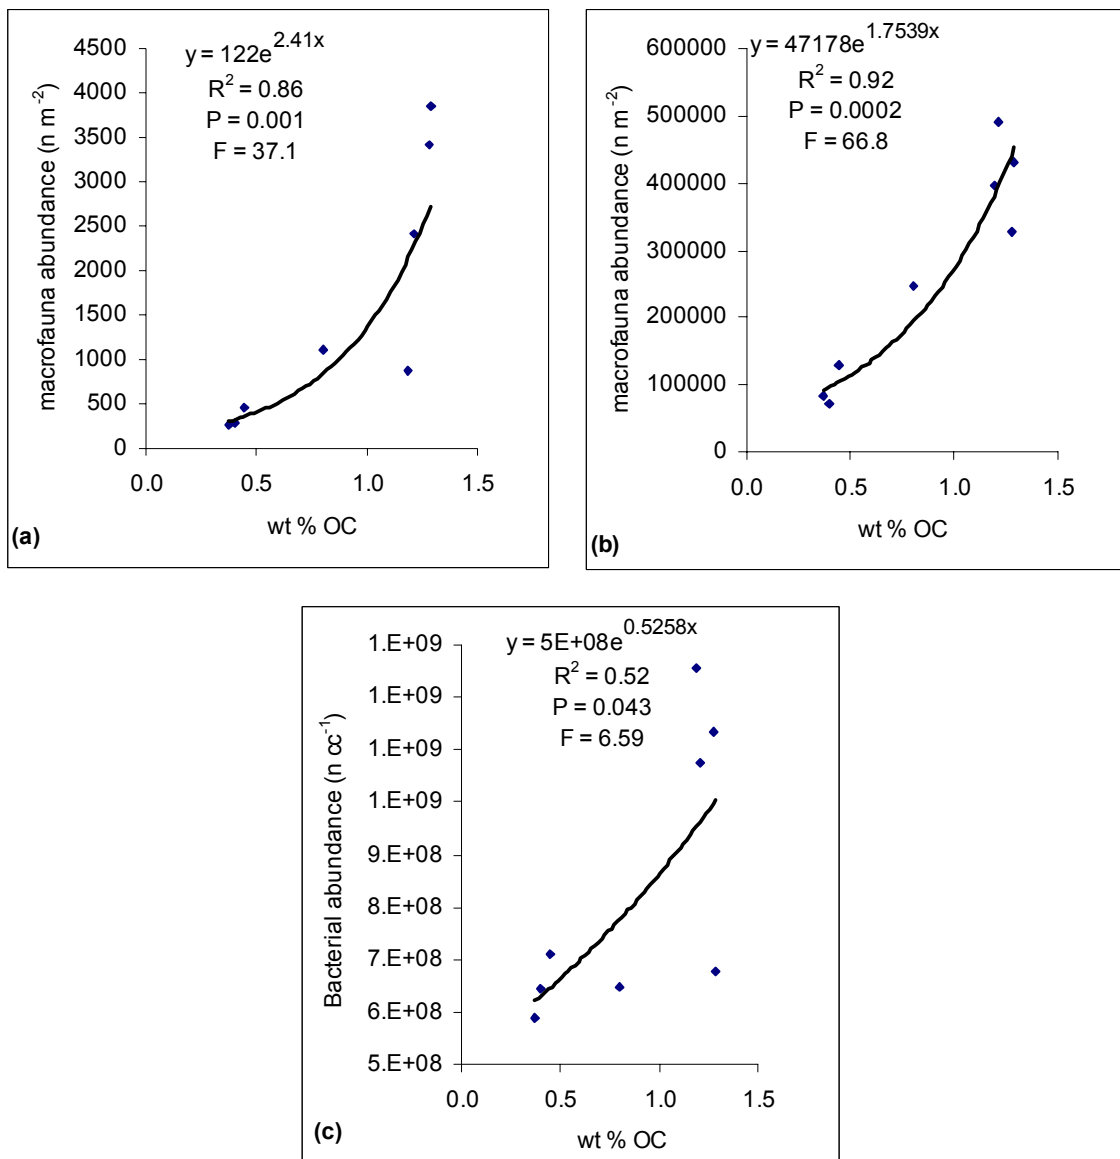 y = 122e^2.41x
R² = 0.86
P = 0.001
F = 37.1
macrofauna abundance (n m⁻²)
4500
4000
3500
3000
2500
2000
1500
1000
500
0
0.0 0.5 1.0 1.5
wt % OC
(a)
y = 47178e^1.7539x
R² = 0.92
P = 0.0002
F = 66.8
macrofauna abundance (n m⁻²)
600000
500000
400000
300000
200000
100000
0
0.0 0.5 1.0 1.5
wt % OC
(b)
y = 5E+08e^0.5258x
R² = 0.52
P = 0.043
F = 6.59
Bacterial abundance (n cc⁻¹)
1.E+09
1.E+09
1.E+09
1.E+09
9.E+08
8.E+08
7.E+08
6.E+08
5.E+08
0.0 0.5 1.0 1.5
wt % OC
(c)